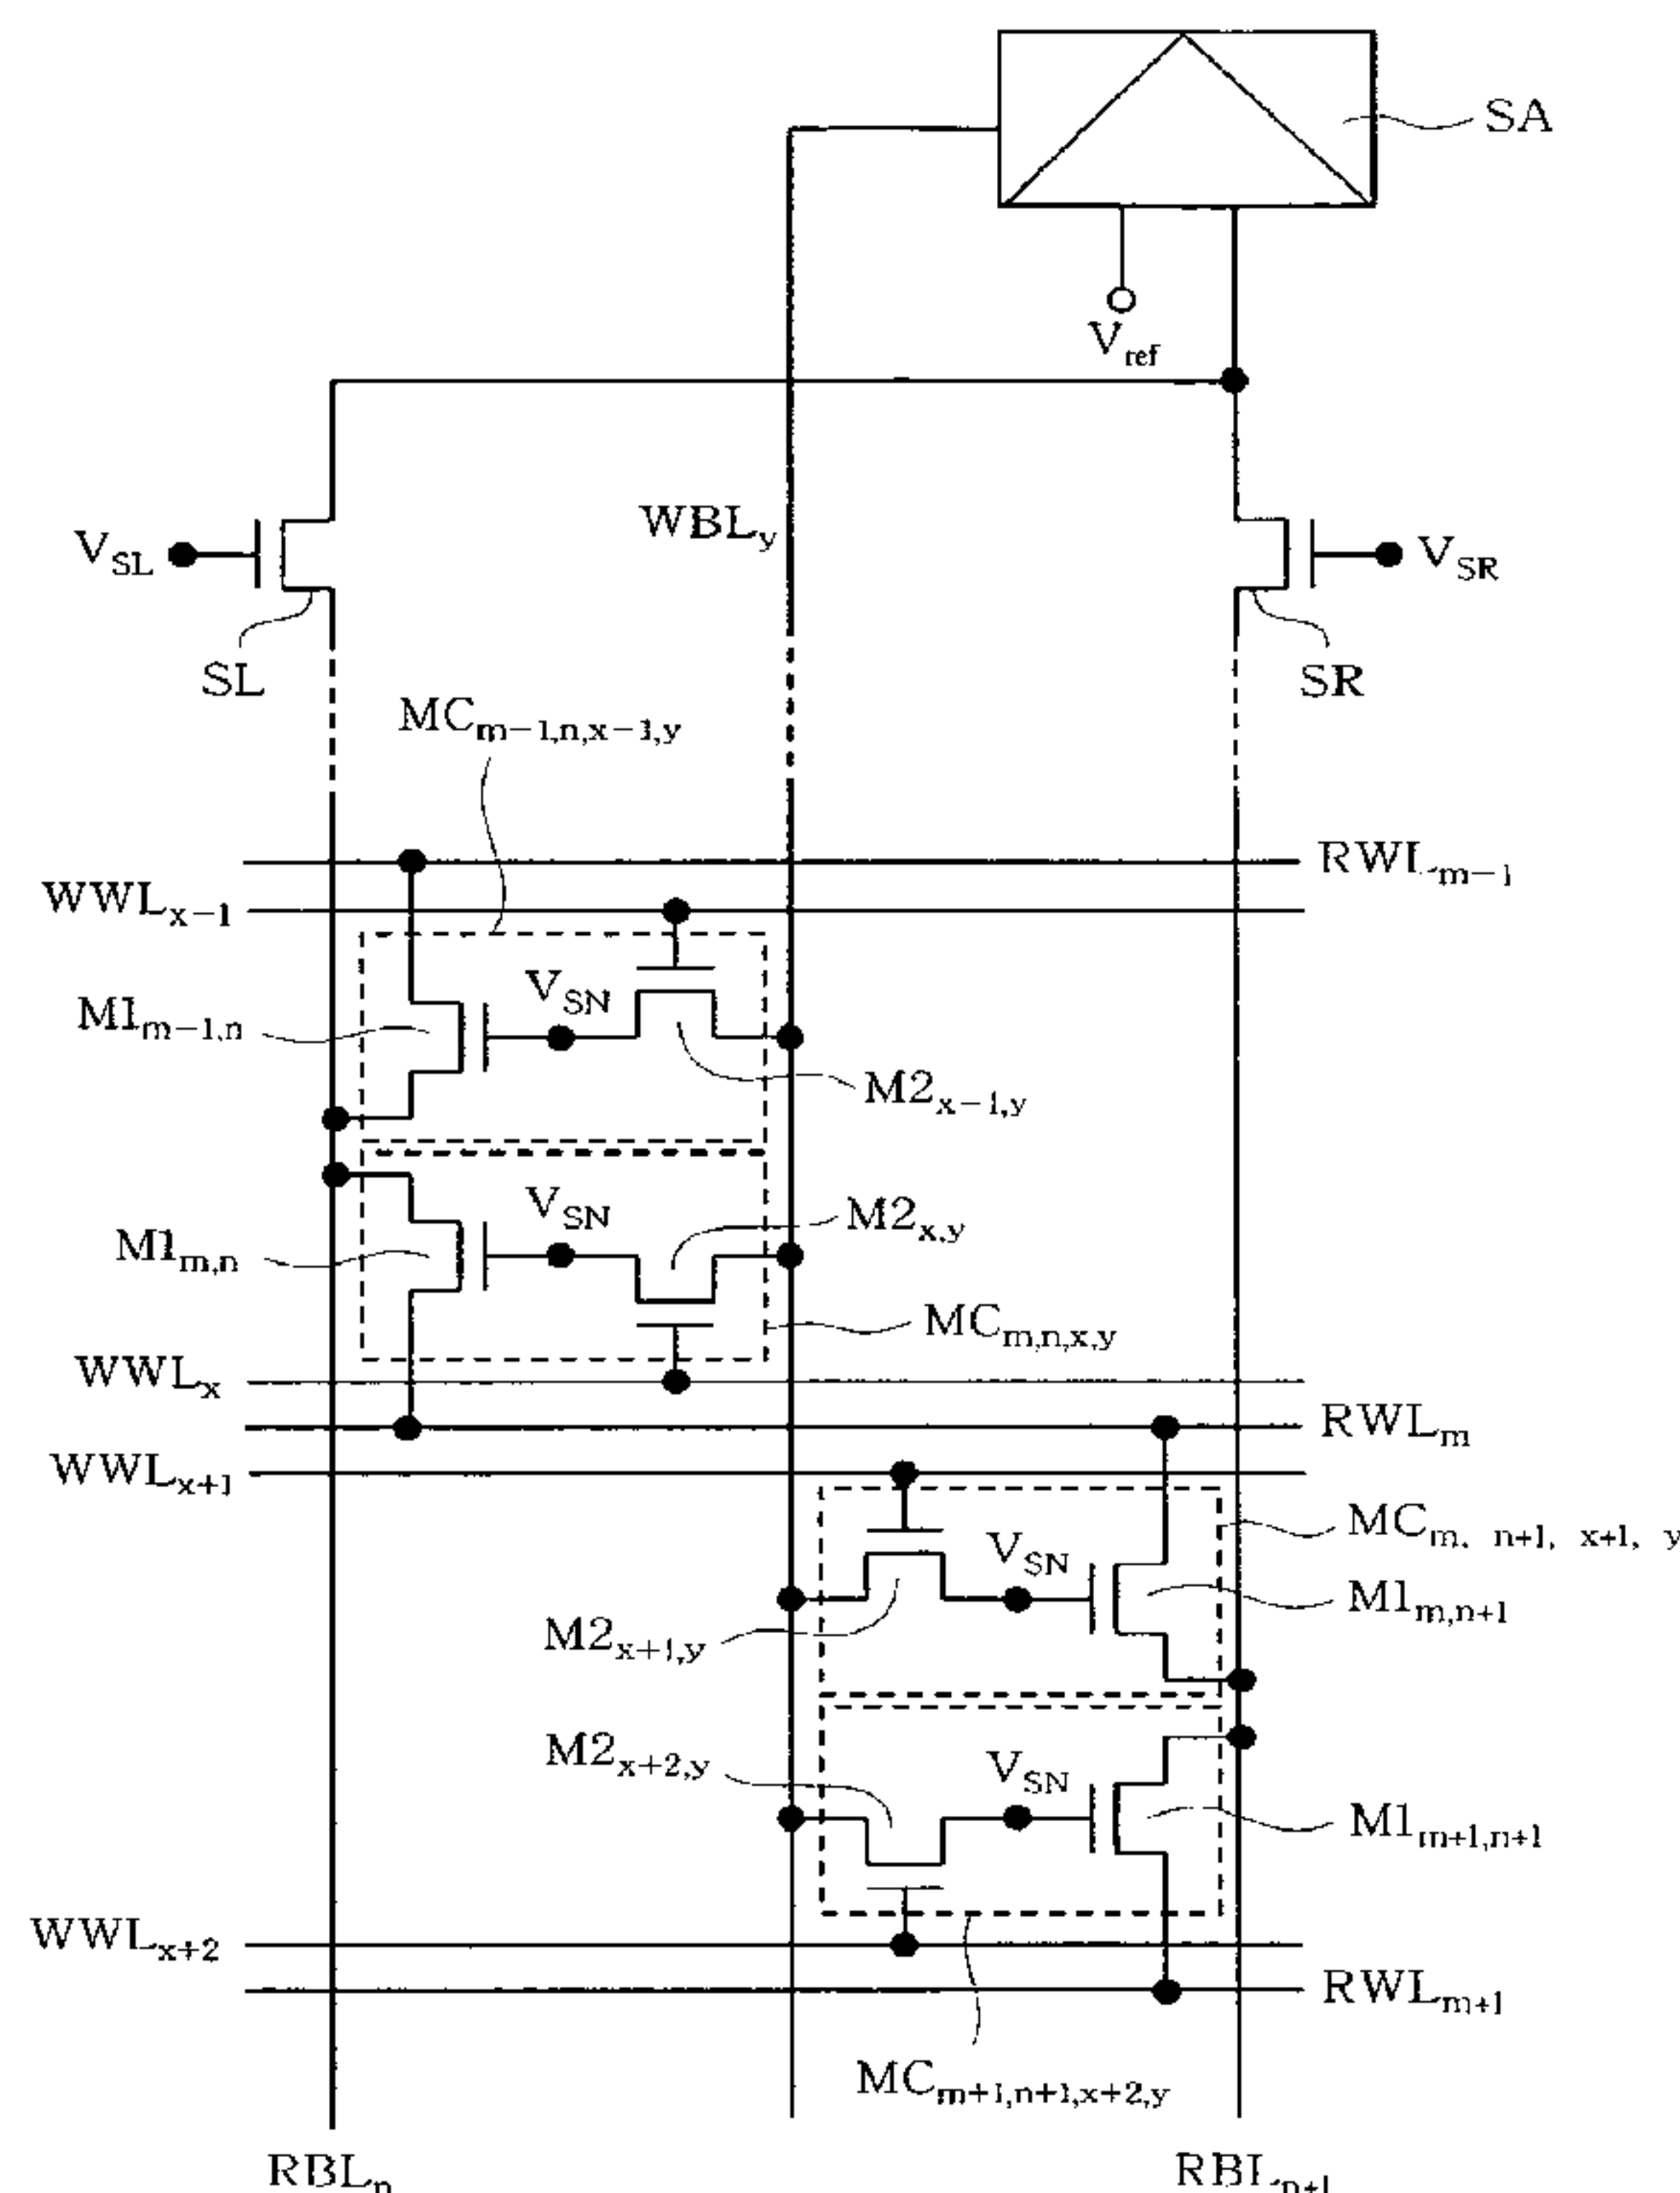 SA
V_ref
WBL_y
V_SL
V_SR
SL
SR
MC_m−1,n,x−1,y
RWL_m−1
WWL_x−1
V_SN
M1_m−1,n
M2_x−1,y
V_SN
M2_x,y
M1_m,n
MC_m,n,x,y
WWL_x
RWL_m
WWL_x+1
MC_m, n+1, x+1, y
V_SN
M1_m,n+1
M2_x+1,y
M2_x+2,y
V_SN
M1_m+1,n+1
WWL_x+2
RWL_m+1
MC_m+1,n+1,x+2,y
RBL_n
RBL_n+1